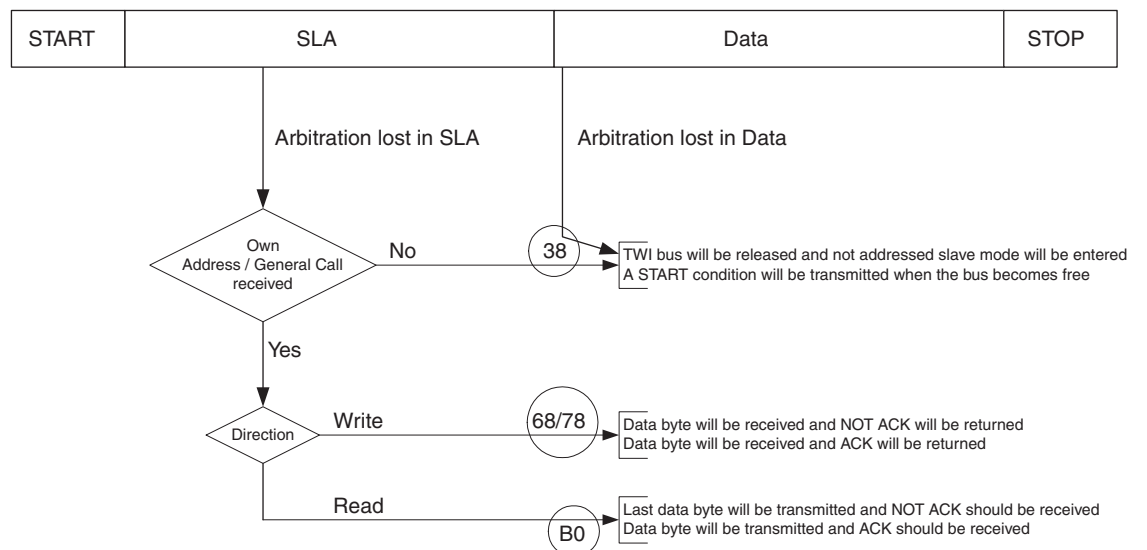 START SLA Data STOP
Arbitration lost in SLA Arbitration lost in Data
Own
Address / General Call
received
No
38
TWI bus will be released and not addressed slave mode will be entered
A START condition will be transmitted when the bus becomes free
Yes
Direction
Write
68/78
Data byte will be received and NOT ACK will be returned
Data byte will be received and ACK will be returned
Read
B0
Last data byte will be transmitted and NOT ACK should be received
Data byte will be transmitted and ACK should be received